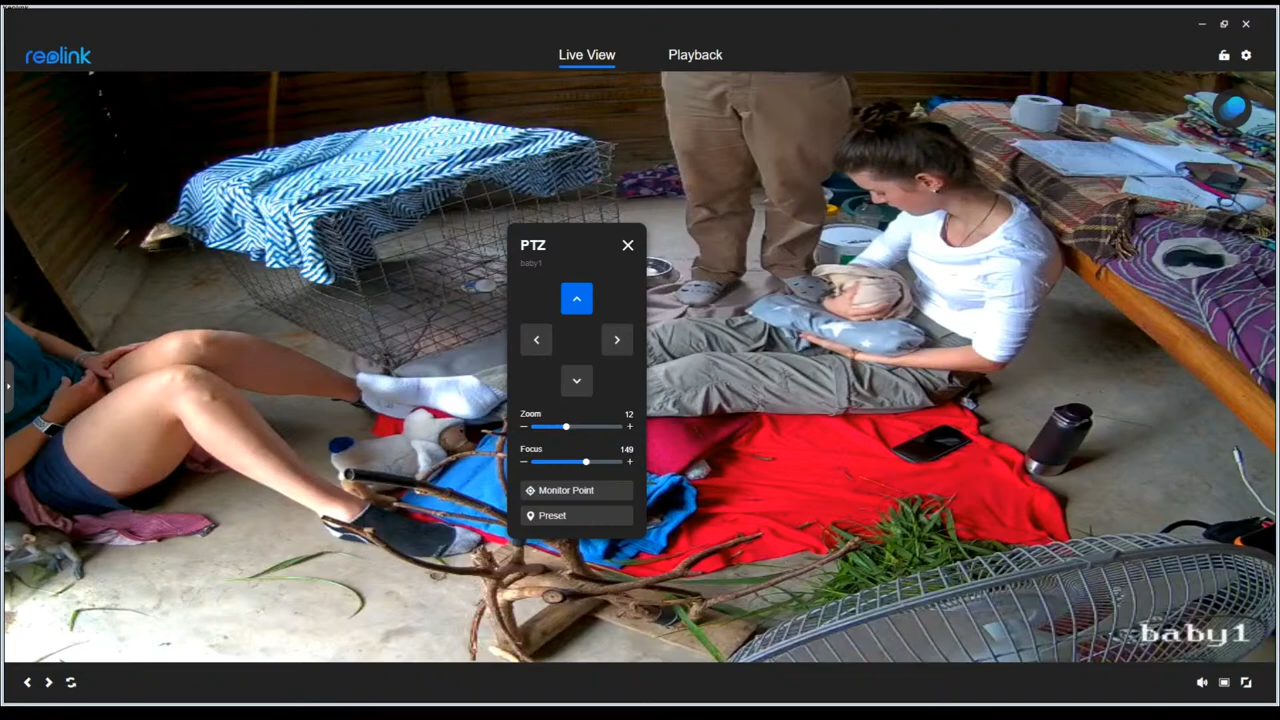 reolink
Live View
Playback
PTZ
baby1
Zoom 12
Focus 149
Monitor Point
Preset
baby1